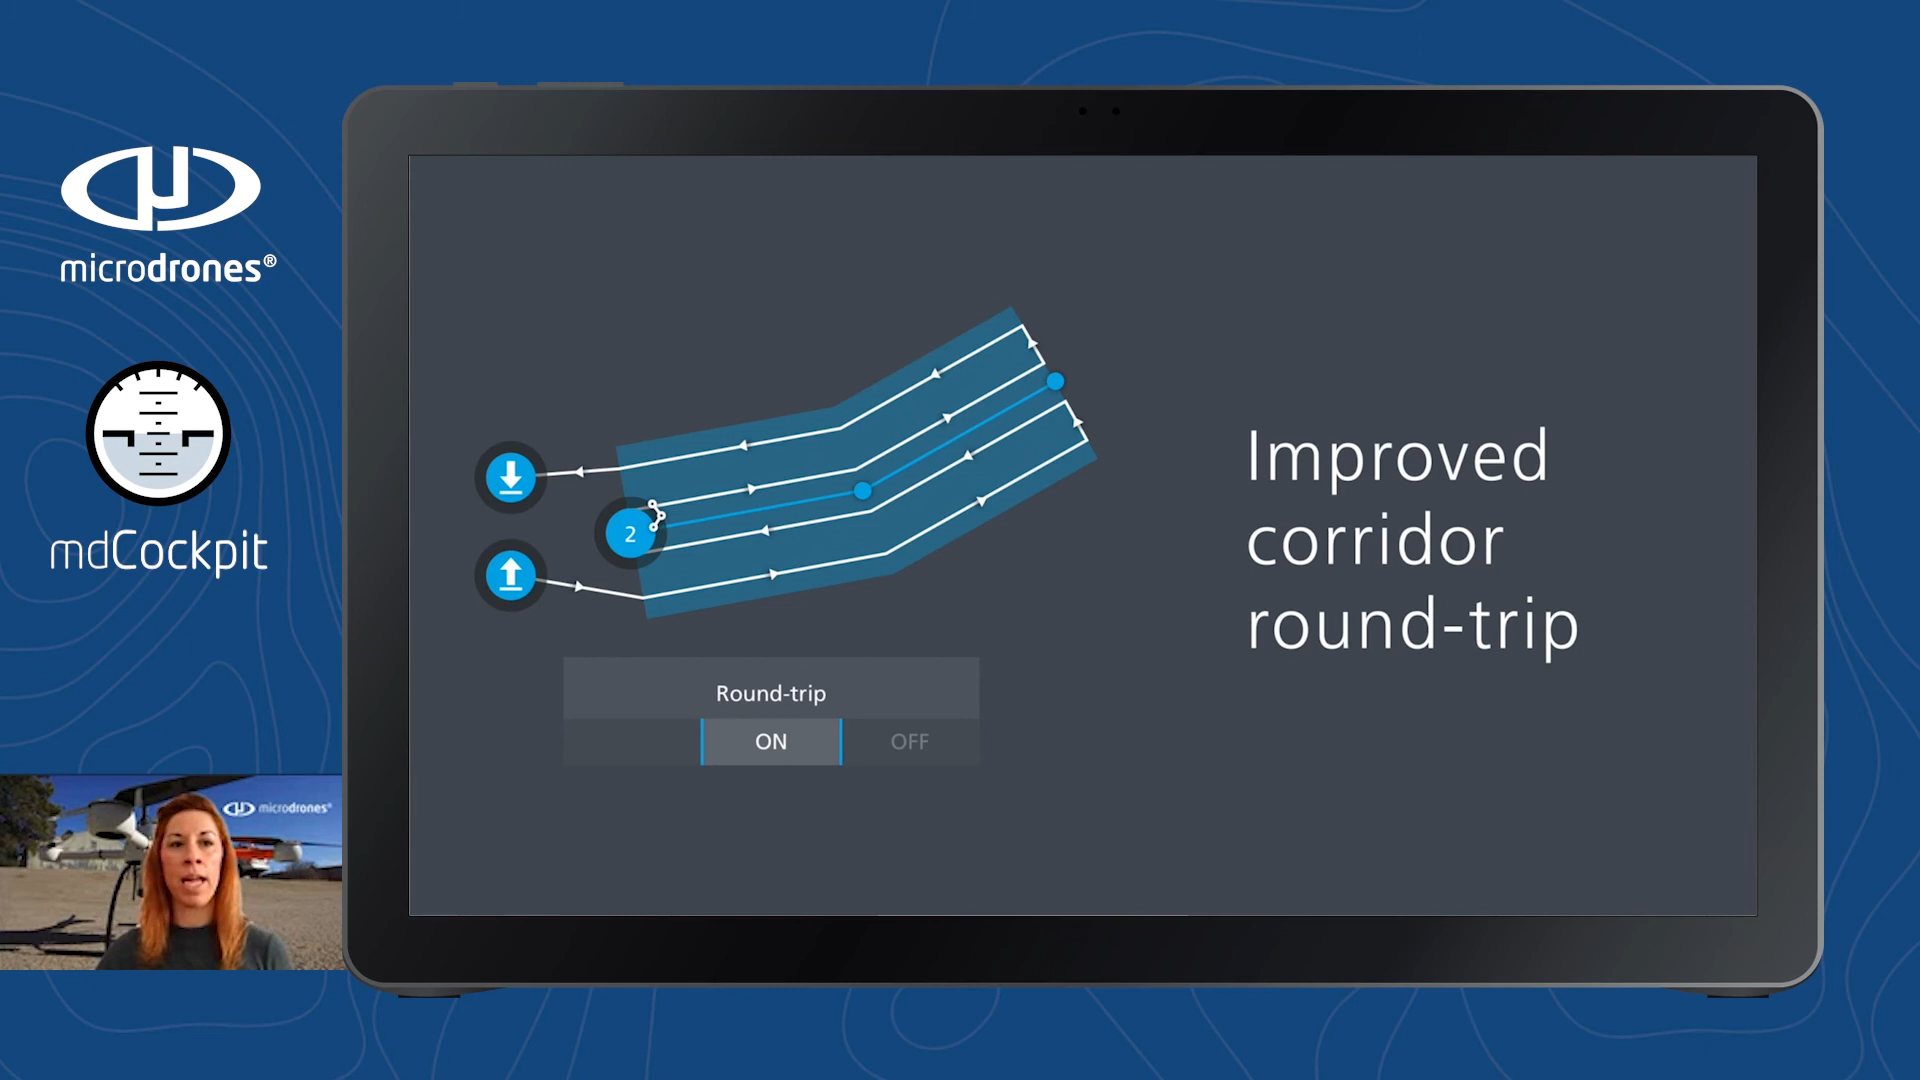 microdrones®
mdCockpit
2
Round-trip
ON
OFF
Improved
corridor
round-trip
microdrones®